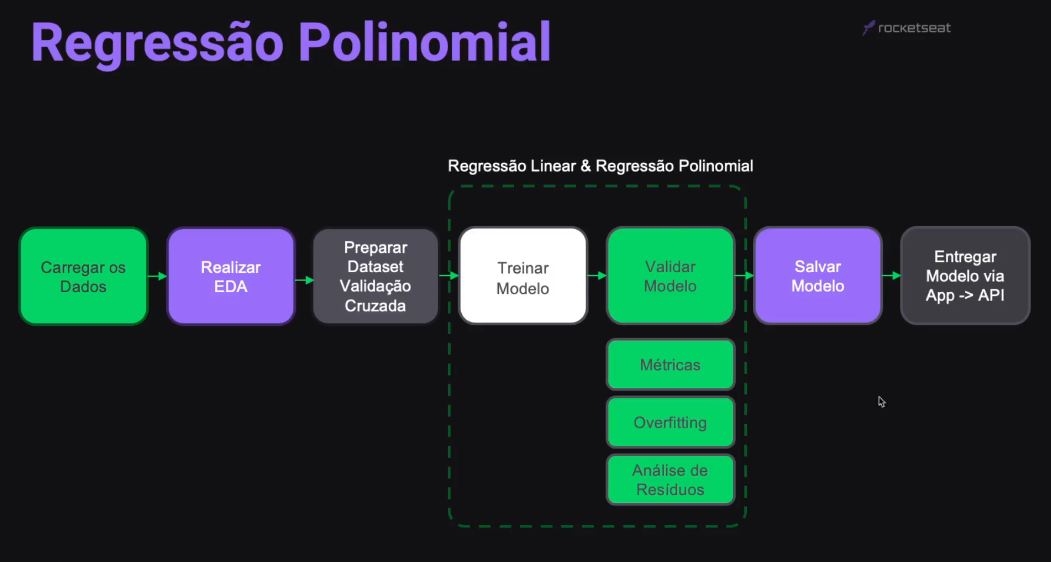 Regressão Polinomial
rocketseat
Regressão Linear & Regressão Polinomial
Carregar os
Dados
Realizar
EDA
Preparar
Dataset
Validação
Cruzada
Treinar
Modelo
Validar
Modelo
Salvar
Modelo
Entregar
Modelo via
App -> API
Métricas
Overfitting
Análise de
Resíduos